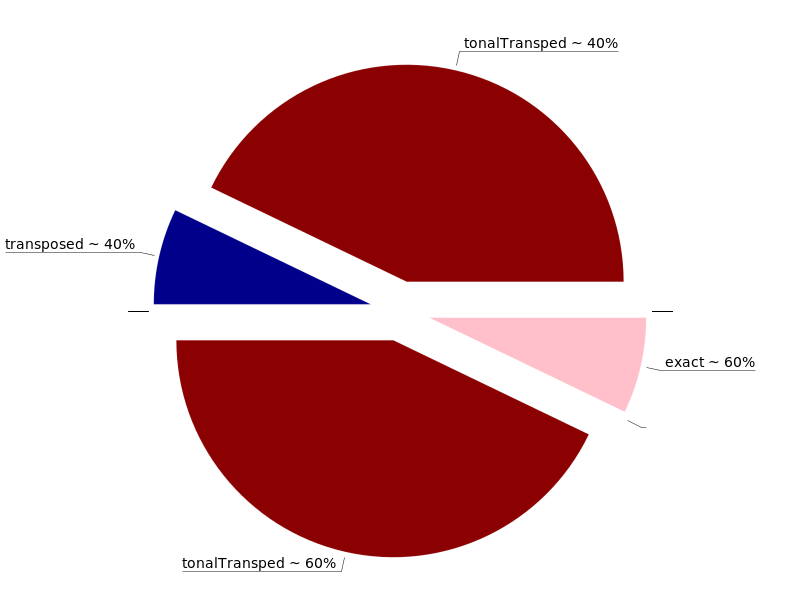 tonalTransped ~ 40%
transposed ~ 40%
exact ~ 60%
tonalTransped ~ 60%